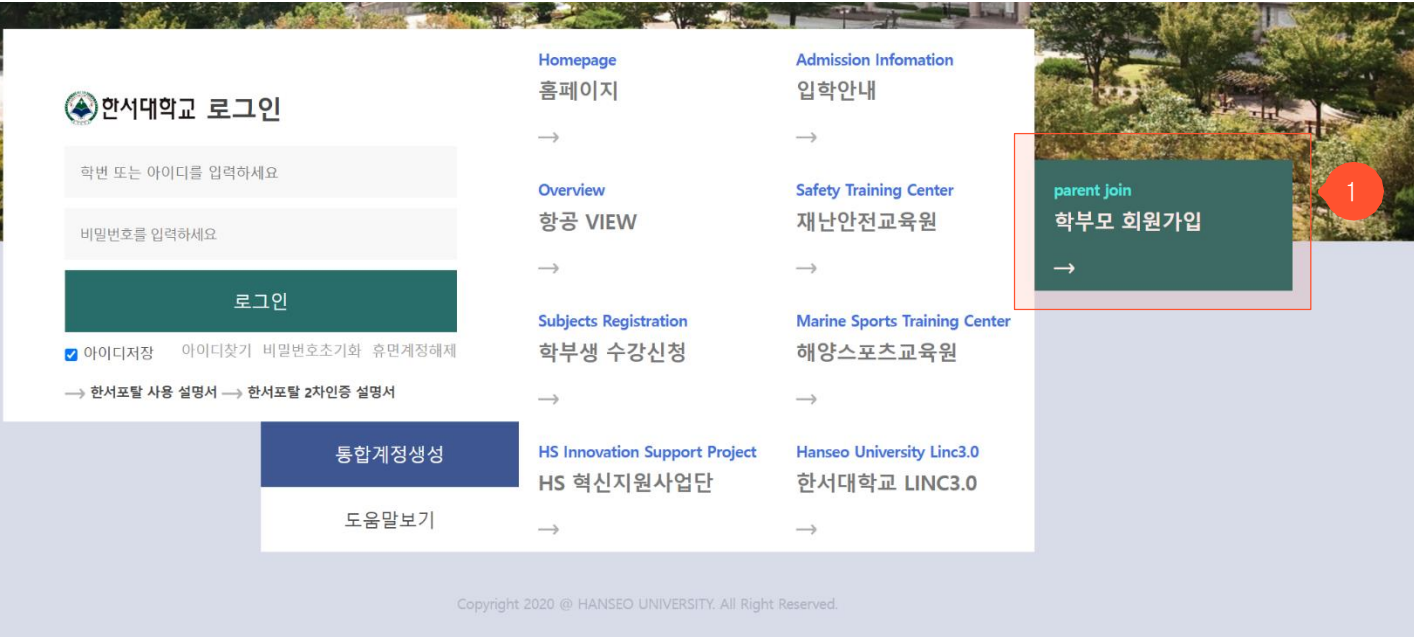 한서대학교 로그인
학번 또는 아이디를 입력하세요
비밀번호를 입력하세요
로그인
아이디저장 아이디찾기 비밀번호초기화 휴면계정해제
→ 한서포탈 사용 설명서 → 한서포탈 2차인증 설명서
통합계정생성
도움말보기
Homepage
홈페이지
→
Admission Infomation
입학안내
→
Overview
항공 VIEW
→
Safety Training Center
재난안전교육원
→
Subjects Registration
학부생 수강신청
→
Marine Sports Training Center
해양스포츠교육원
→
HS Innovation Support Project
HS 혁신지원사업단
→
Hanseo University Linc3.0
한서대학교 LINC3.0
→
parent join
학부모 회원가입
→
1
Copyright 2020 @ HANSEO UNIVERSITY. All Right Reserved.